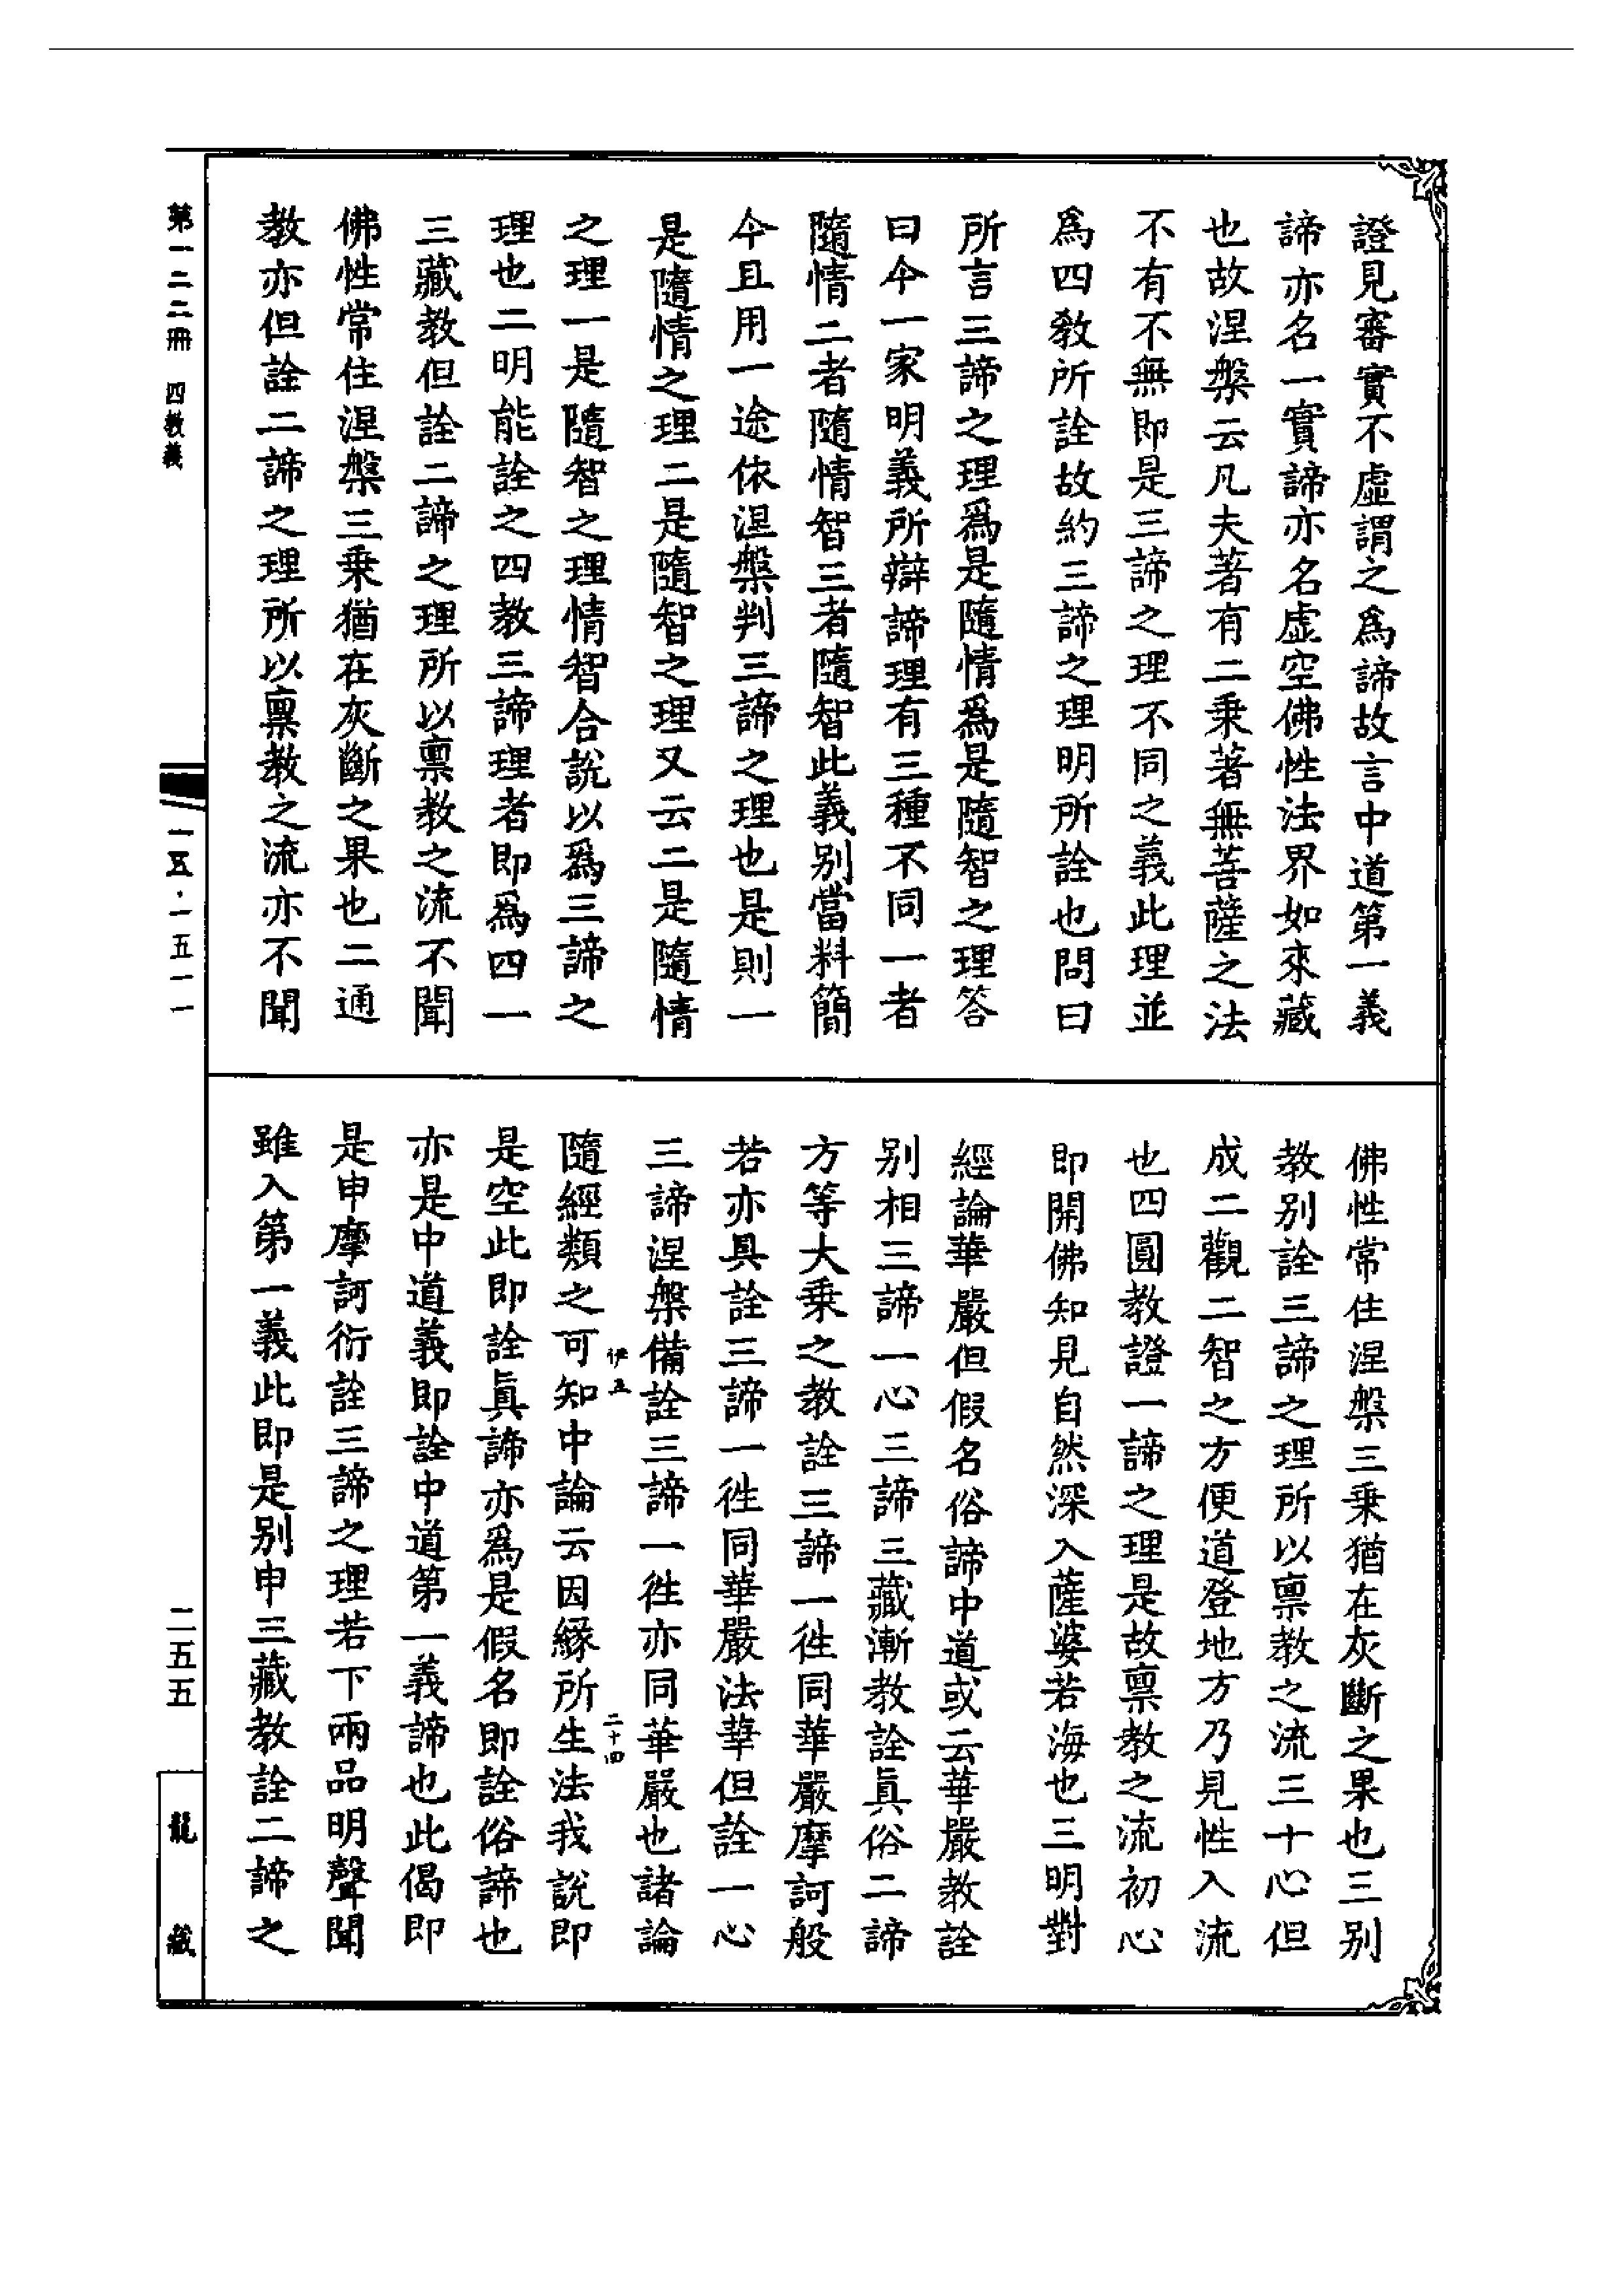 證見審實不虛謂之爲諦故言中道第一義
諦亦名一實諦亦名虛空佛性法界如來藏
也故涅槃云凡夫著有二乘著無菩薩之法
不有不無即是三諦之理不同之義此理並
爲四教所詮故約三諦之理明所詮也問曰
所言三諦之理爲是隨情爲是隨智之理答
曰今一家明義所辯諦理有三種不同一者
隨情二者隨情智三者隨智此義別當料簡
今且用一途依涅槃判三諦之理也是則一
是隨情之理二是隨智之理又云二是隨情
之理一是隨智之理情智合說以爲三諦之
理也二明能詮之四教三諦理者即爲四一
三藏教但詮二諦之理所以禀教之流不聞
佛性常住涅槃三乘猶在灰斷之果也二通
教亦但詮二諦之理所以禀教之流亦不聞
佛性常住涅槃三乘猶在灰斷之果也三別
教別詮三諦之理所以禀教之流三十心但
成二觀二智之方便道登地方乃見性入流
也四圓教證一諦之理是故禀教之流初心
即開佛知見自然深入薩婆若海也三明對
經論華嚴但假名俗諦中道或云華嚴教詮
別相三諦一心三諦三藏漸教詮眞俗二諦
方等大乘之教詮三諦一徃同華嚴摩訶般
若亦具詮三諦一徃同華嚴法華但詮一心
三諦涅槃備詮三諦一徃亦同華嚴也諸論
隨經類之可知中論云因緣所生法我說即
是空此即詮眞諦亦爲是假名即詮俗諦也
亦是中道義即詮中道第一義諦也此偈即
是申摩訶衍詮三諦之理若下兩品明聲聞
雖入第一義此即是別申三藏教詮二諦之
二十四
第一二二冊 四教義
一五·一五一一
二五五
龍藏